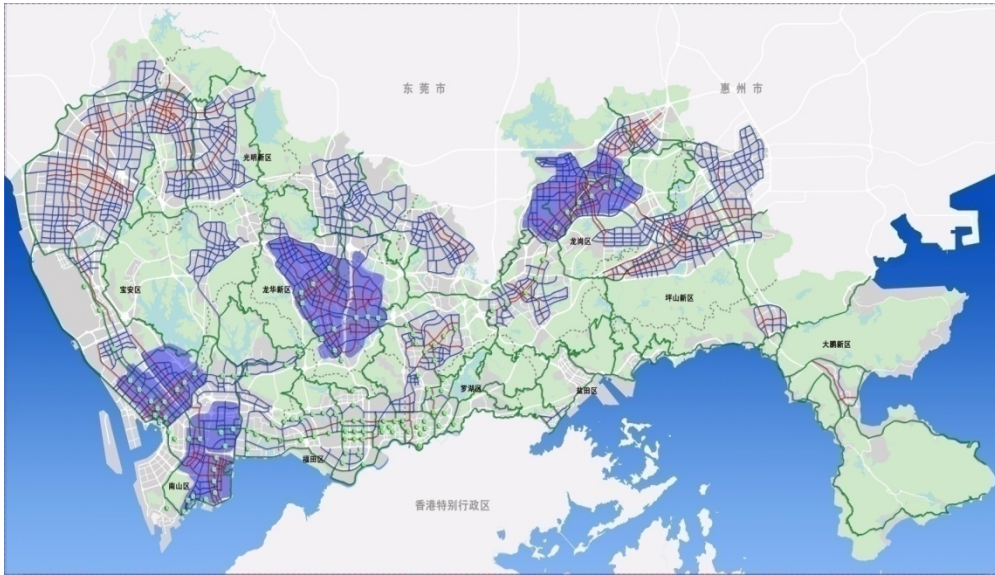 东莞市
惠州市
光明新区
龙岗区
宝安区
龙华新区
坪山新区
大鹏新区
罗湖区
盐田区
福田区
南山区
香港特别行政区